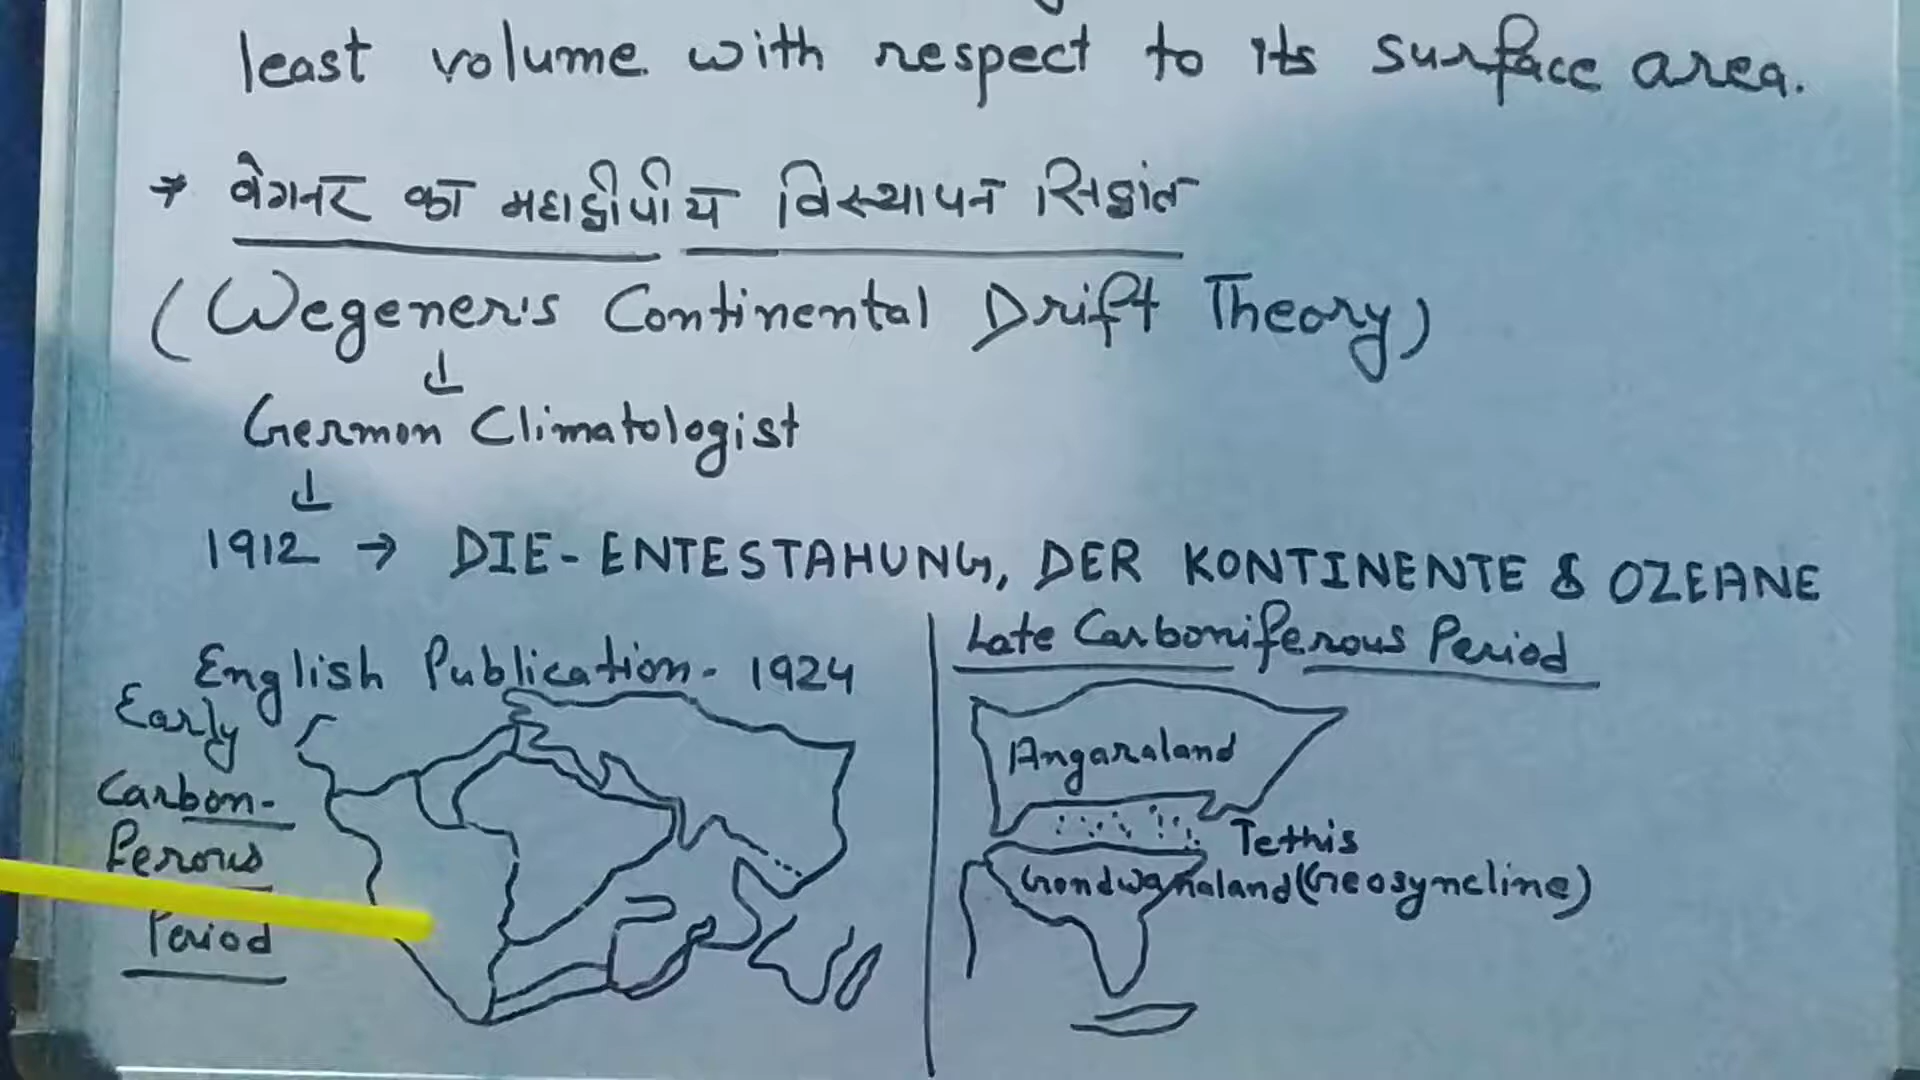 least volume with respect to its surface area.
→ वेगनर का महाद्वीपीय विस्थापन सिद्वांत
(Wegener's Continental Drift Theory)
↓
Germon Climatologist
↓
1912 → DIE-ENTESTAHUNG, DER KONTINENTE & OZEANE
English Publication- 1924
Early
Carbon-
ferous
Period
Late Carboniferous Period
Angaraland
Tethis
Gondwanaland (Geosyncline)